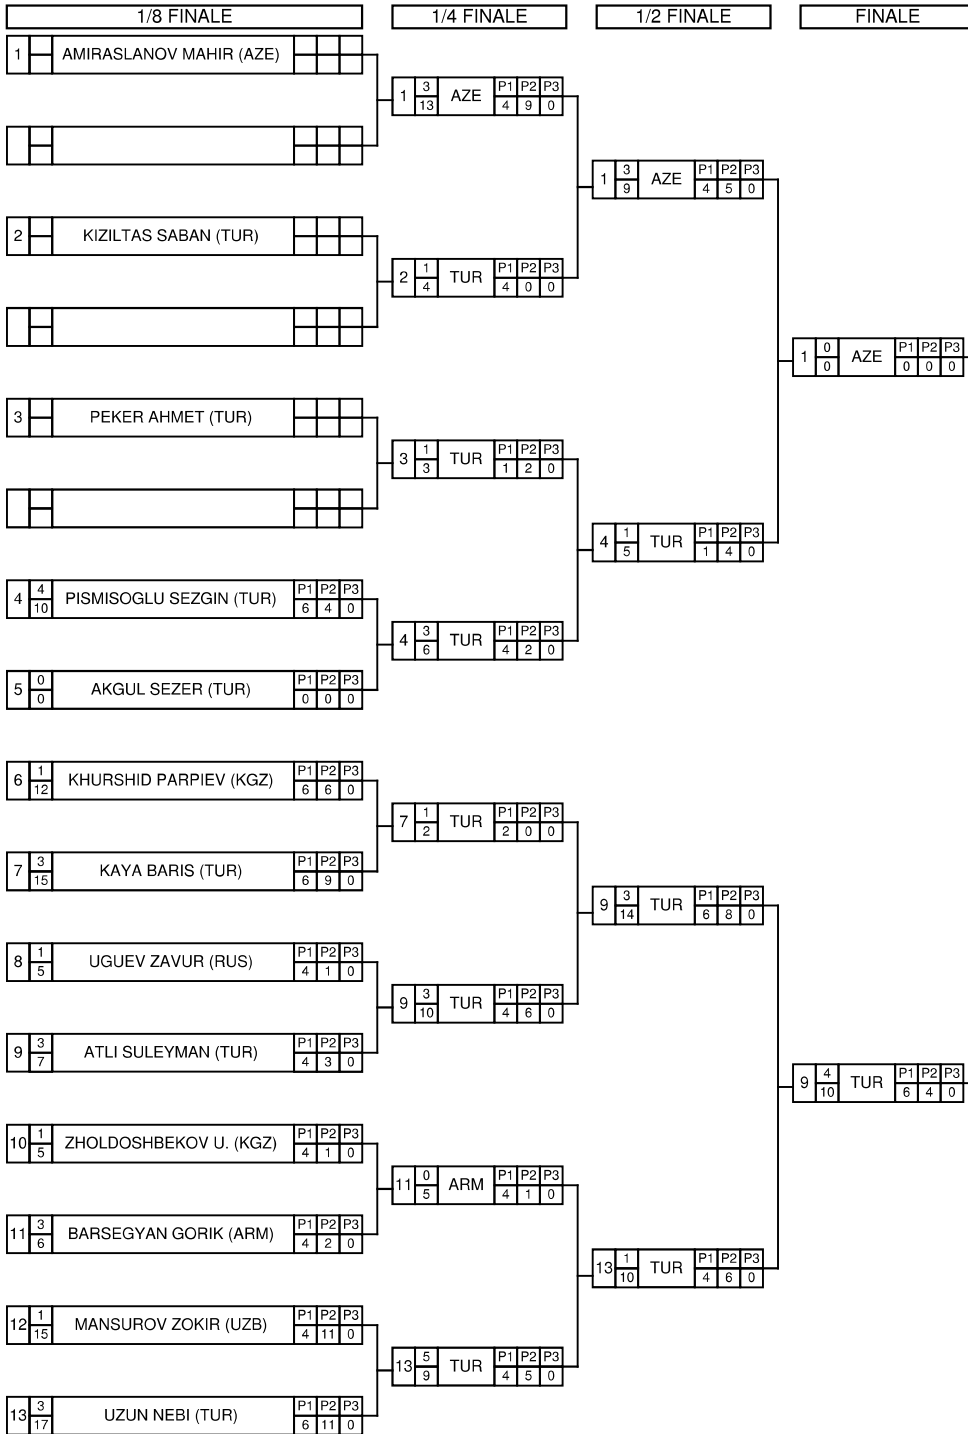 1/8 FINALE
1/4 FINALE
1/2 FINALE
FINALE
1 AMIRASLANOV MAHIR (AZE)
2 KIZILTAS SABAN (TUR)
3 PEKER AHMET (TUR)
4 4 10 PISMISOGLU SEZGIN (TUR) P1 P2 P3 6 4 0
5 0 0 AKGUL SEZER (TUR) P1 P2 P3 0 0 0
6 1 12 KHURSHID PARPIEV (KGZ) P1 P2 P3 6 6 0
7 3 15 KAYA BARIS (TUR) P1 P2 P3 6 9 0
8 1 5 UGUEV ZAVUR (RUS) P1 P2 P3 4 1 0
9 3 7 ATLI SULEYMAN (TUR) P1 P2 P3 4 3 0
10 1 5 ZHOLDOSHBEKOV U. (KGZ) P1 P2 P3 4 1 0
11 3 6 BARSEGYAN GORIK (ARM) P1 P2 P3 4 2 0
12 1 15 MANSUROV ZOKIR (UZB) P1 P2 P3 4 11 0
13 3 17 UZUN NEBI (TUR) P1 P2 P3 6 11 0
1 3 13 AZE P1 P2 P3 4 9 0
2 1 4 TUR P1 P2 P3 4 0 0
3 1 3 TUR P1 P2 P3 1 2 0
4 3 6 TUR P1 P2 P3 4 2 0
7 1 2 TUR P1 P2 P3 2 0 0
9 3 10 TUR P1 P2 P3 4 6 0
11 0 5 ARM P1 P2 P3 4 1 0
13 5 9 TUR P1 P2 P3 4 5 0
1 3 9 AZE P1 P2 P3 4 5 0
4 1 5 TUR P1 P2 P3 1 4 0
9 3 14 TUR P1 P2 P3 6 8 0
13 1 10 TUR P1 P2 P3 4 6 0
1 0 0 AZE P1 P2 P3 0 0 0
9 4 10 TUR P1 P2 P3 6 4 0